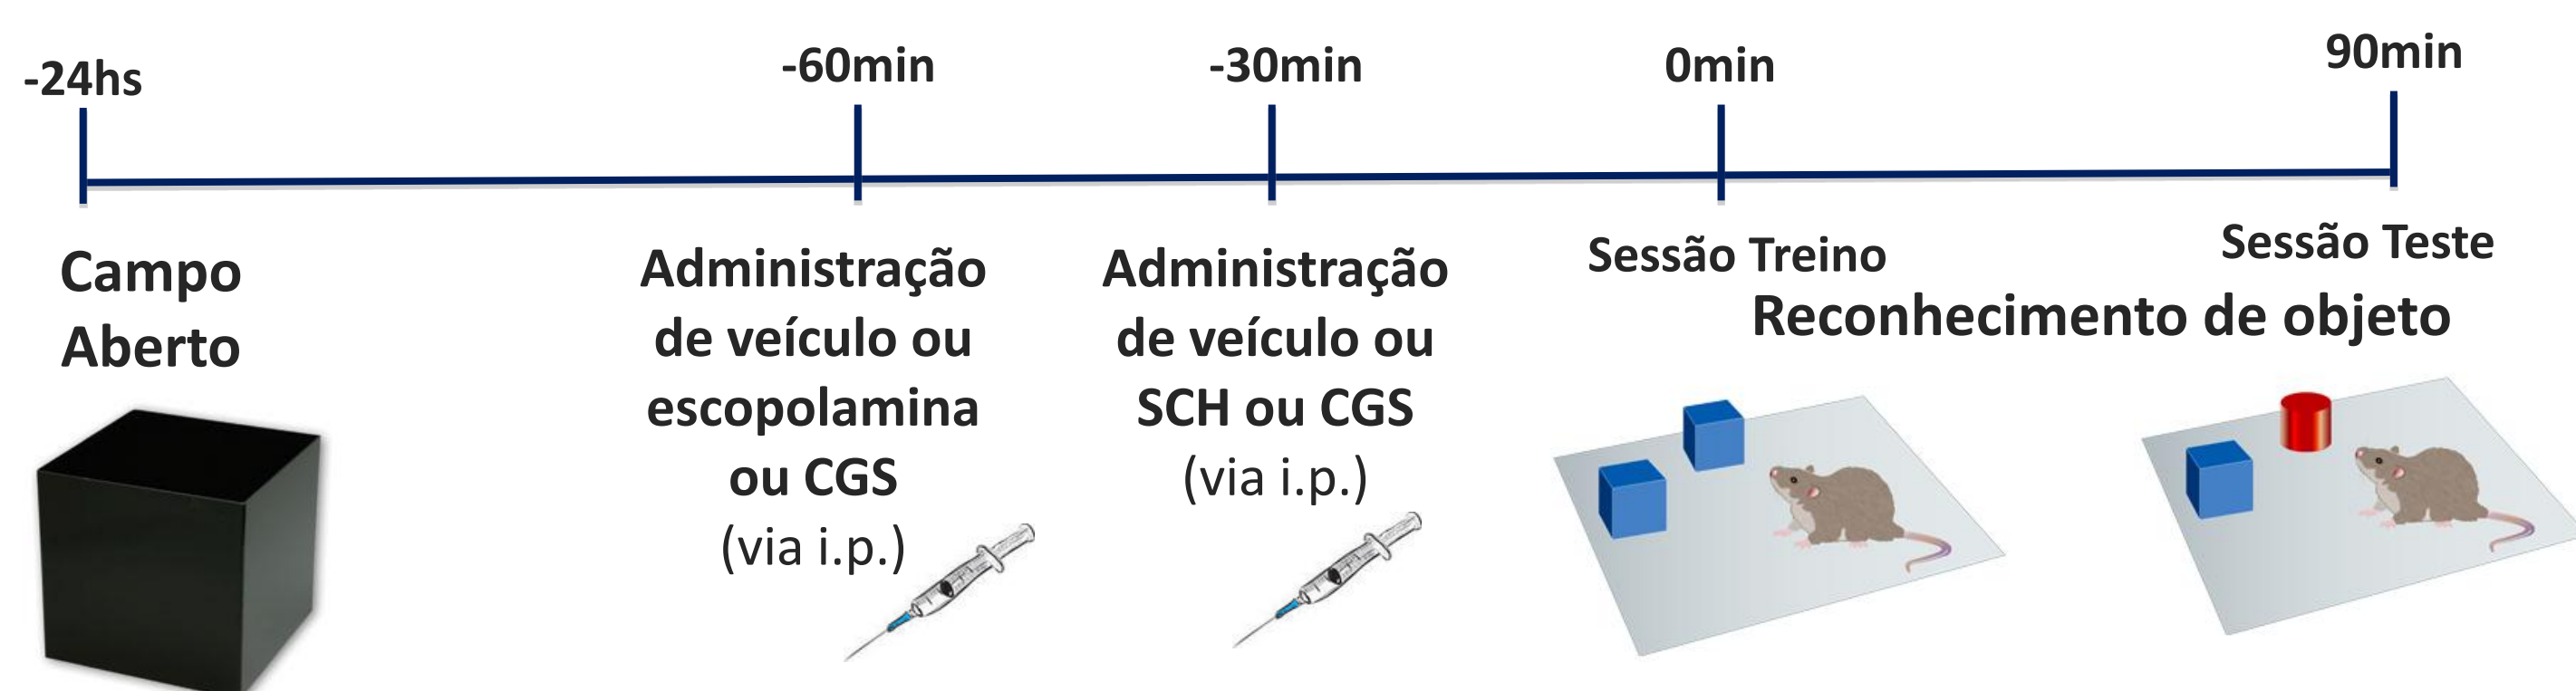 -24hs
-60min
-30min
0min
90min
Campo
Aberto
Administração
de veículo ou
escopolamina
ou CGS
(via i.p.)
Administração
de veículo ou
SCH ou CGS
(via i.p.)
Sessão Treino
Sessão Teste
Reconhecimento de objeto